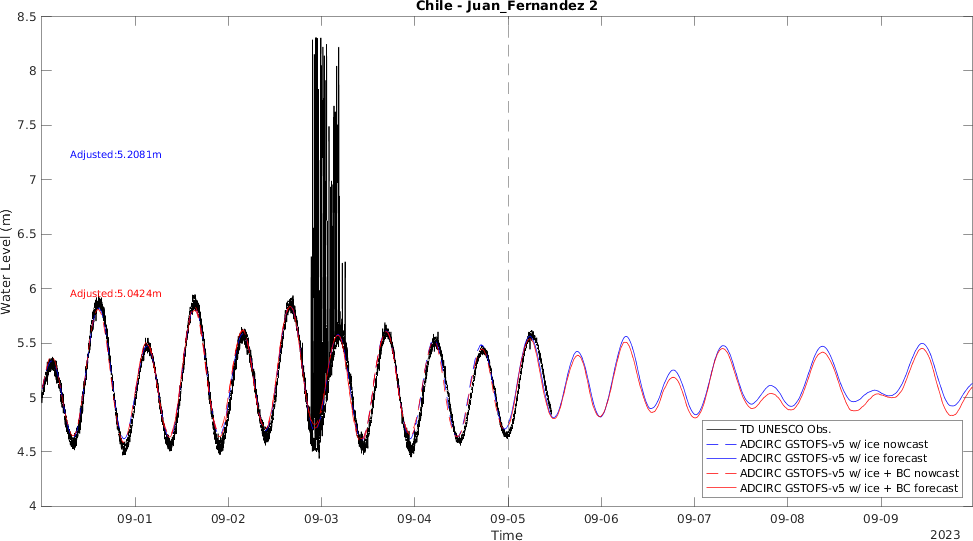 Chile - Juan_Fernandez 2
8.5
8
7.5
7
6.5
6
5.5
5
4.5
4
Water Level (m)
Adjusted:5.2081m
Adjusted:5.0424m
TD UNESCO Obs.
ADCIRC GSTOFS-v5 w/ ice nowcast
ADCIRC GSTOFS-v5 w/ ice forecast
ADCIRC GSTOFS-v5 w/ ice + BC nowcast
ADCIRC GSTOFS-v5 w/ ice + BC forecast
09-01 09-02 09-03 09-04 09-05 09-06 09-07 09-08 09-09
Time
2023